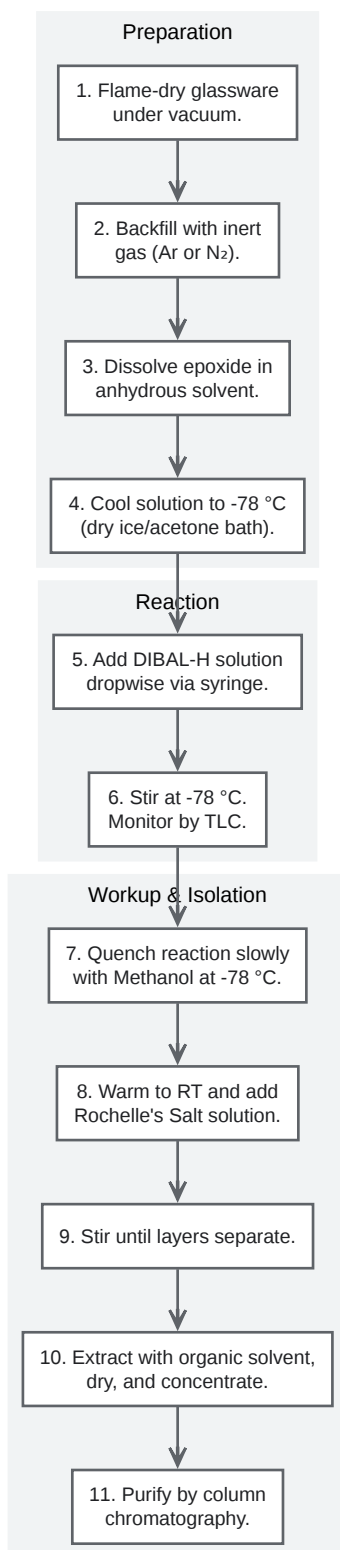 Preparation
1. Flame-dry glassware
under vacuum.
2. Backfill with inert
gas (Ar or N₂).
3. Dissolve epoxide in
anhydrous solvent.
4. Cool solution to -78 °C
(dry ice/acetone bath).
Reaction
5. Add DIBAL-H solution
dropwise via syringe.
6. Stir at -78 °C.
Monitor by TLC.
Workup & Isolation
7. Quench reaction slowly
with Methanol at -78 °C.
8. Warm to RT and add
Rochelle's Salt solution.
9. Stir until layers separate.
10. Extract with organic solvent,
dry, and concentrate.
11. Purify by column
chromatography.